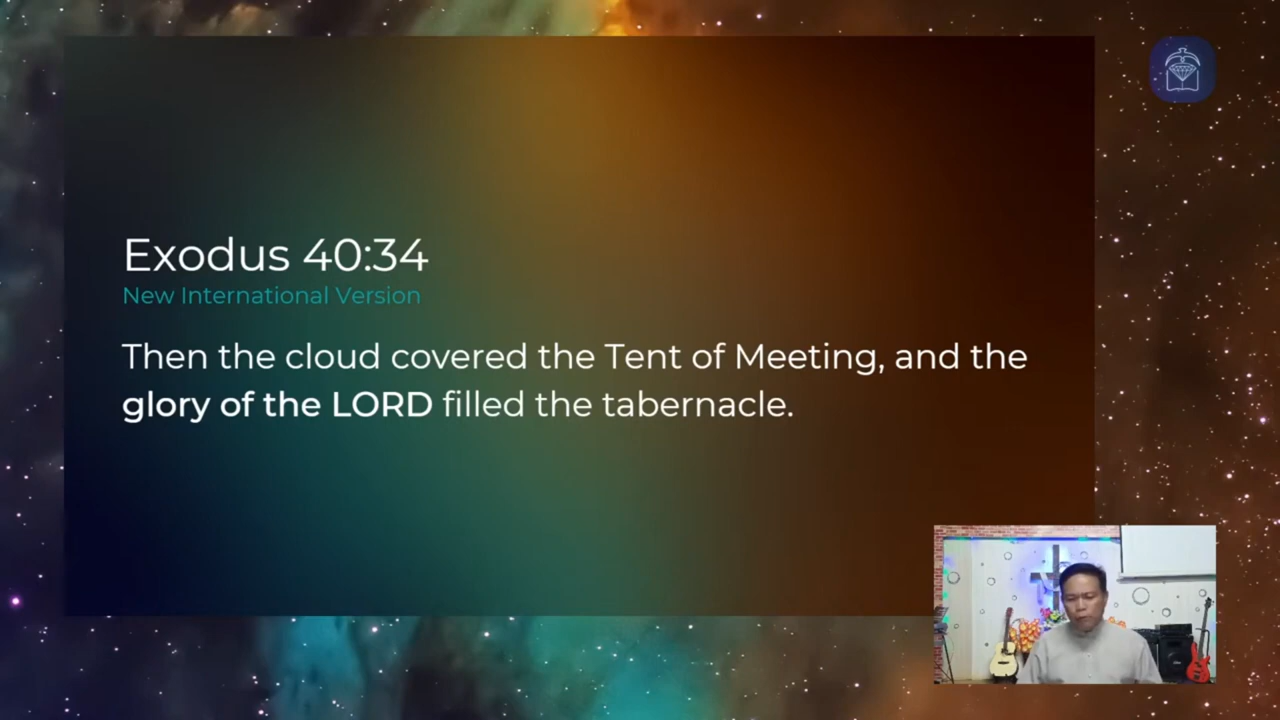 Exodus 40:34
New International Version
Then the cloud covered the Tent of Meeting, and the
glory of the LORD filled the tabernacle.